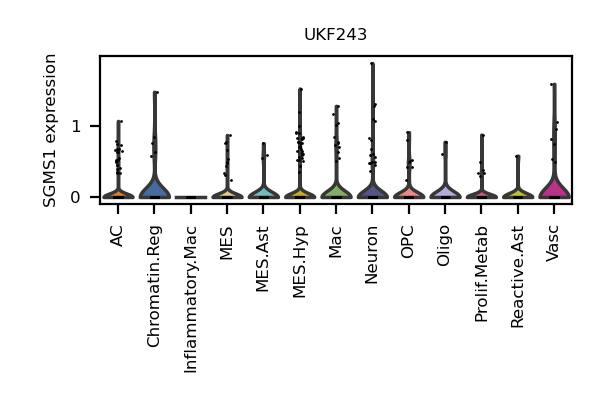 UKF243
SGMS1 expression
1
0
AC
Chromatin.Reg
Inflammatory.Mac
MES
MES.Ast
MES.Hyp
Mac
Neuron
OPC
Oligo
Prolif.Metab
Reactive.Ast
Vasc